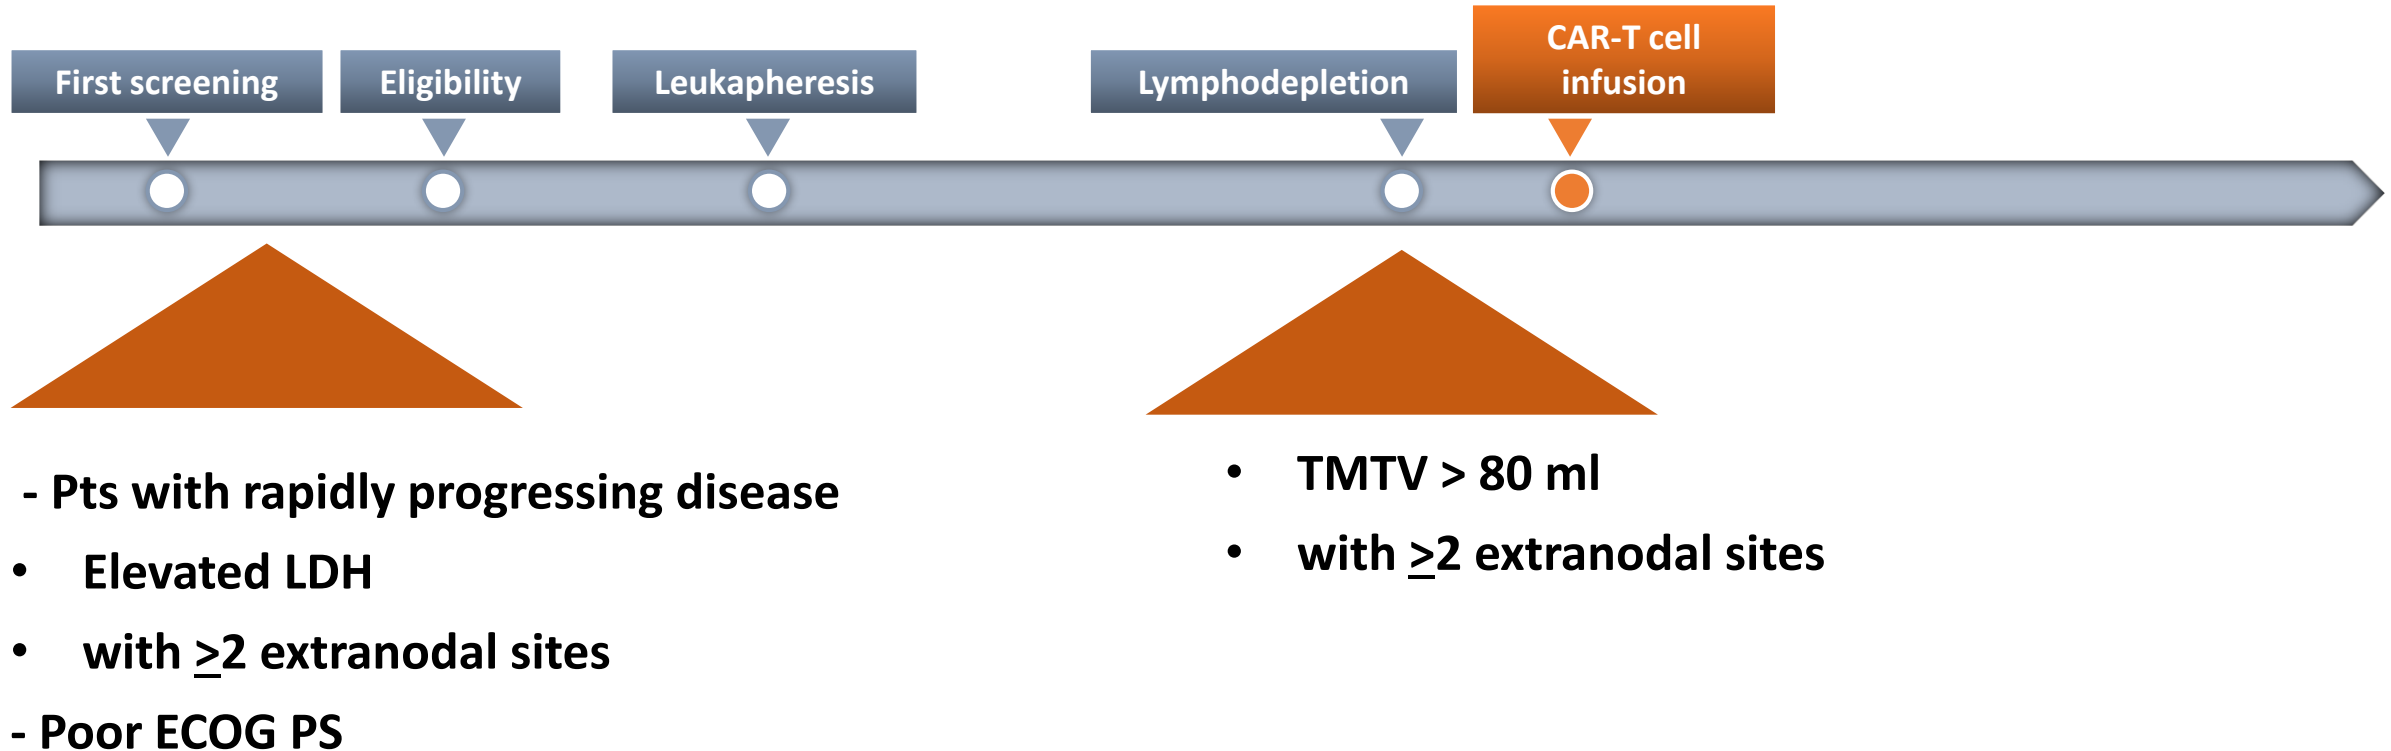 First screening
Eligibility
Leukapheresis
Lymphodepletion
CAR-T cell
infusion
- Pts with rapidly progressing disease
• Elevated LDH
• with ≥2 extranodal sites
- Poor ECOG PS
• TMTV > 80 ml
• with ≥2 extranodal sites